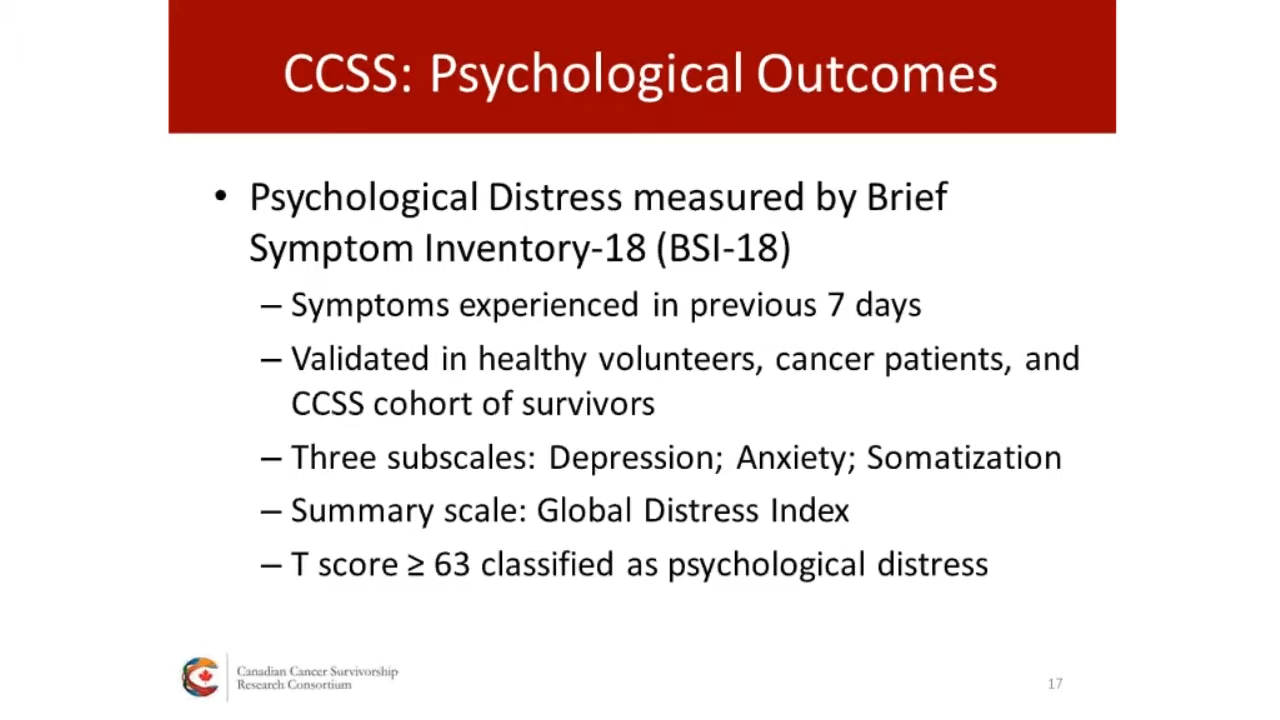 CCSS: Psychological Outcomes
• Psychological Distress measured by Brief
Symptom Inventory-18 (BSI-18)
– Symptoms experienced in previous 7 days
– Validated in healthy volunteers, cancer patients, and
CCSS cohort of survivors
– Three subscales: Depression; Anxiety; Somatization
– Summary scale: Global Distress Index
– T score ≥ 63 classified as psychological distress
Canadian Cancer Survivorship
Research Consortium
17